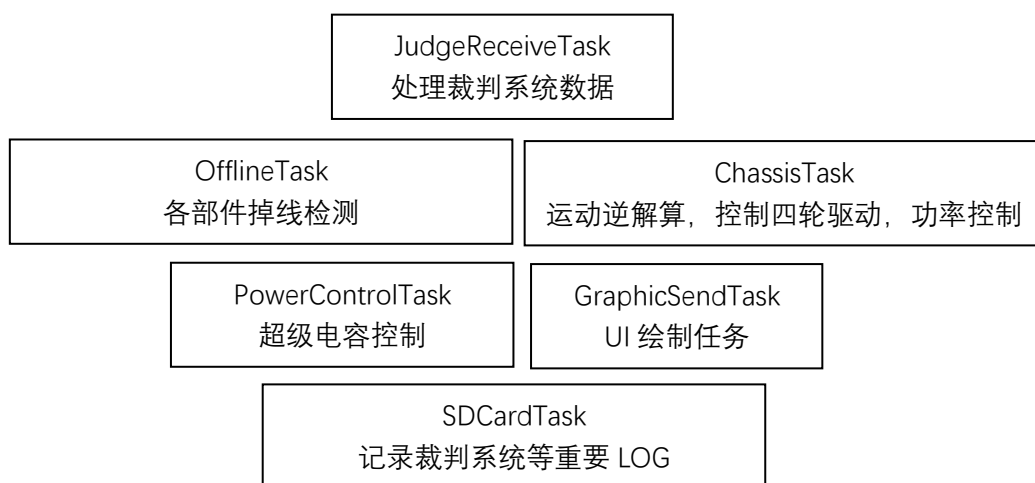 JudgeReceiveTask
处理裁判系统数据
OfflineTask
各部件掉线检测
ChassisTask
运动逆解算，控制四轮驱动，功率控制
PowerControlTask
超级电容控制
GraphicSendTask
UI 绘制任务
SDCardTask
记录裁判系统等重要 LOG